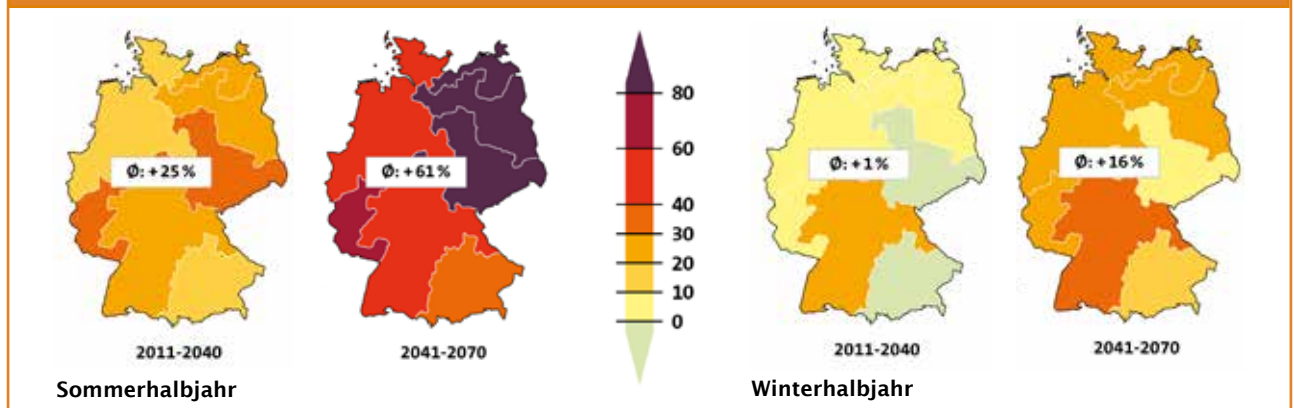 Ø: +25 %
2011-2040
Sommerhalbjahr
Ø: +61 %
2041-2070
80
60
40
30
20
10
0
Ø: +1 %
2011-2040
Winterhalbjahr
Ø: +16 %
2041-2070